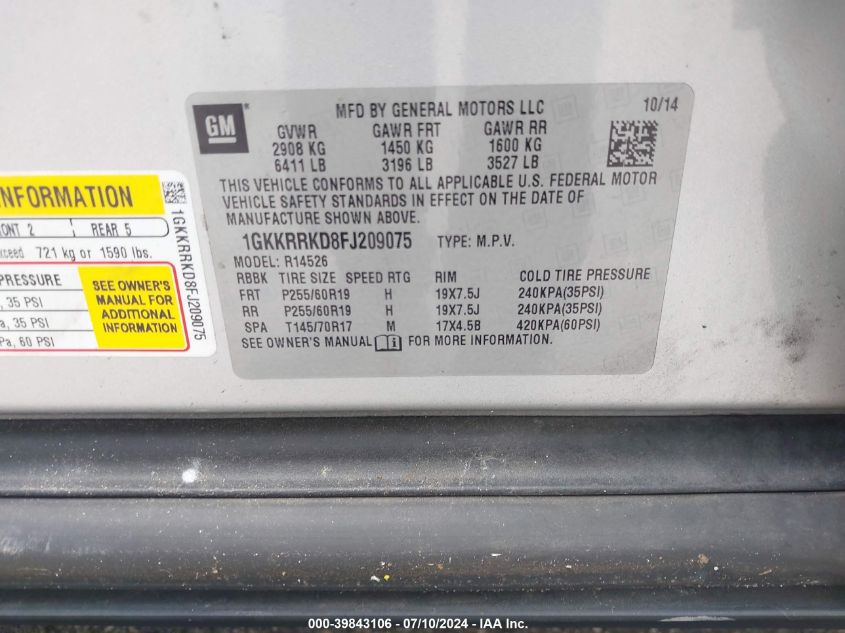 GM
MFD BY GENERAL MOTORS LLC 10/14
GVWR GAWR FRT GAWR RR
2908 KG 1450 KG 1600 KG
6411 LB 3196 LB 3527 LB
THIS VEHICLE CONFORMS TO ALL APPLICABLE U.S. FEDERAL MOTOR
VEHICLE SAFETY STANDARDS IN EFFECT ON THE DATE OF
MANUFACTURE SHOWN ABOVE.
1GKKRRKD8FJ209075 TYPE: M.P.V.
MODEL: R14526
RBBK TIRE SIZE SPEED RTG RIM COLD TIRE PRESSURE
FRT P255/60R19 H 19X7.5J 240KPA(35PSI)
RR P255/60R19 H 19X7.5J 240KPA(35PSI)
SPA T145/70R17 M 17X4.5B 420KPA(60PSI)
SEE OWNER'S MANUAL FOR MORE INFORMATION.
NFORMATION
ONT 2 REAR 5
xceed 721 kg or 1590 lbs.
PRESSURE
, 35 PSI
a, 35 PSI
Pa, 60 PSI
SEE OWNER'S
MANUAL FOR
ADDITIONAL
INFORMATION
1GKKRRKD8FJ209075
000-39843106 - 07/10/2024 - IAA Inc.